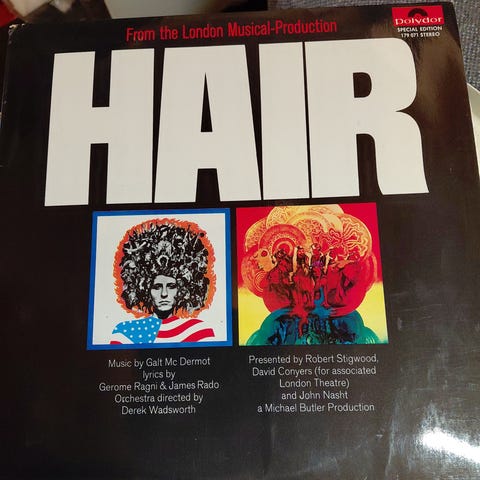 From the London Musical-Production
polydor
SPECIAL EDITION
179 071 STEREO
HAIR
Music by Galt Mc Dermot
lyrics by
Gerome Ragni & James Rado
Orchestra directed by
Derek Wadsworth
Presented by Robert Stigwood,
David Conyers (for associated
London Theatre)
and John Nasht
a Michael Butler Production